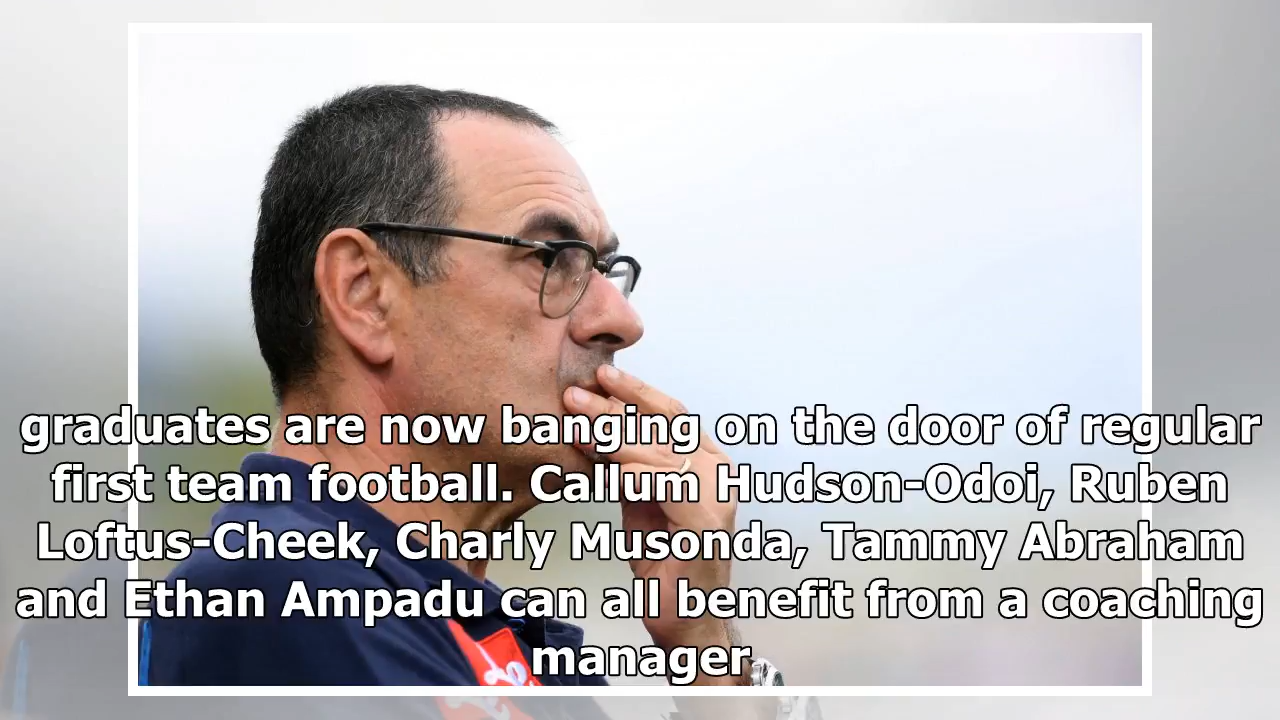 graduates are now banging on the door of regular
first team football. Callum Hudson-Odoi, Ruben
Loftus-Cheek, Charly Musonda, Tammy Abraham
and Ethan Ampadu can all benefit from a coaching
manager